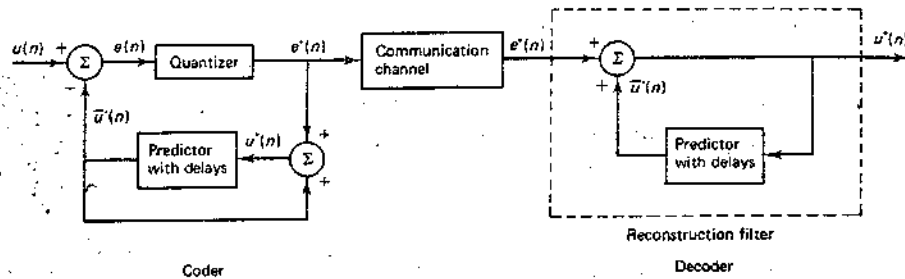 u(n) + Σ e(n) Quantizer e˙(n) Communication channel e˙(n) + Σ u˙(n)
−
ū˙(n)
Predictor with delays
u˙(n)
+
Σ
+
+
ū˙(n)
Predictor with delays
Reconstruction filter
Coder
Decoder